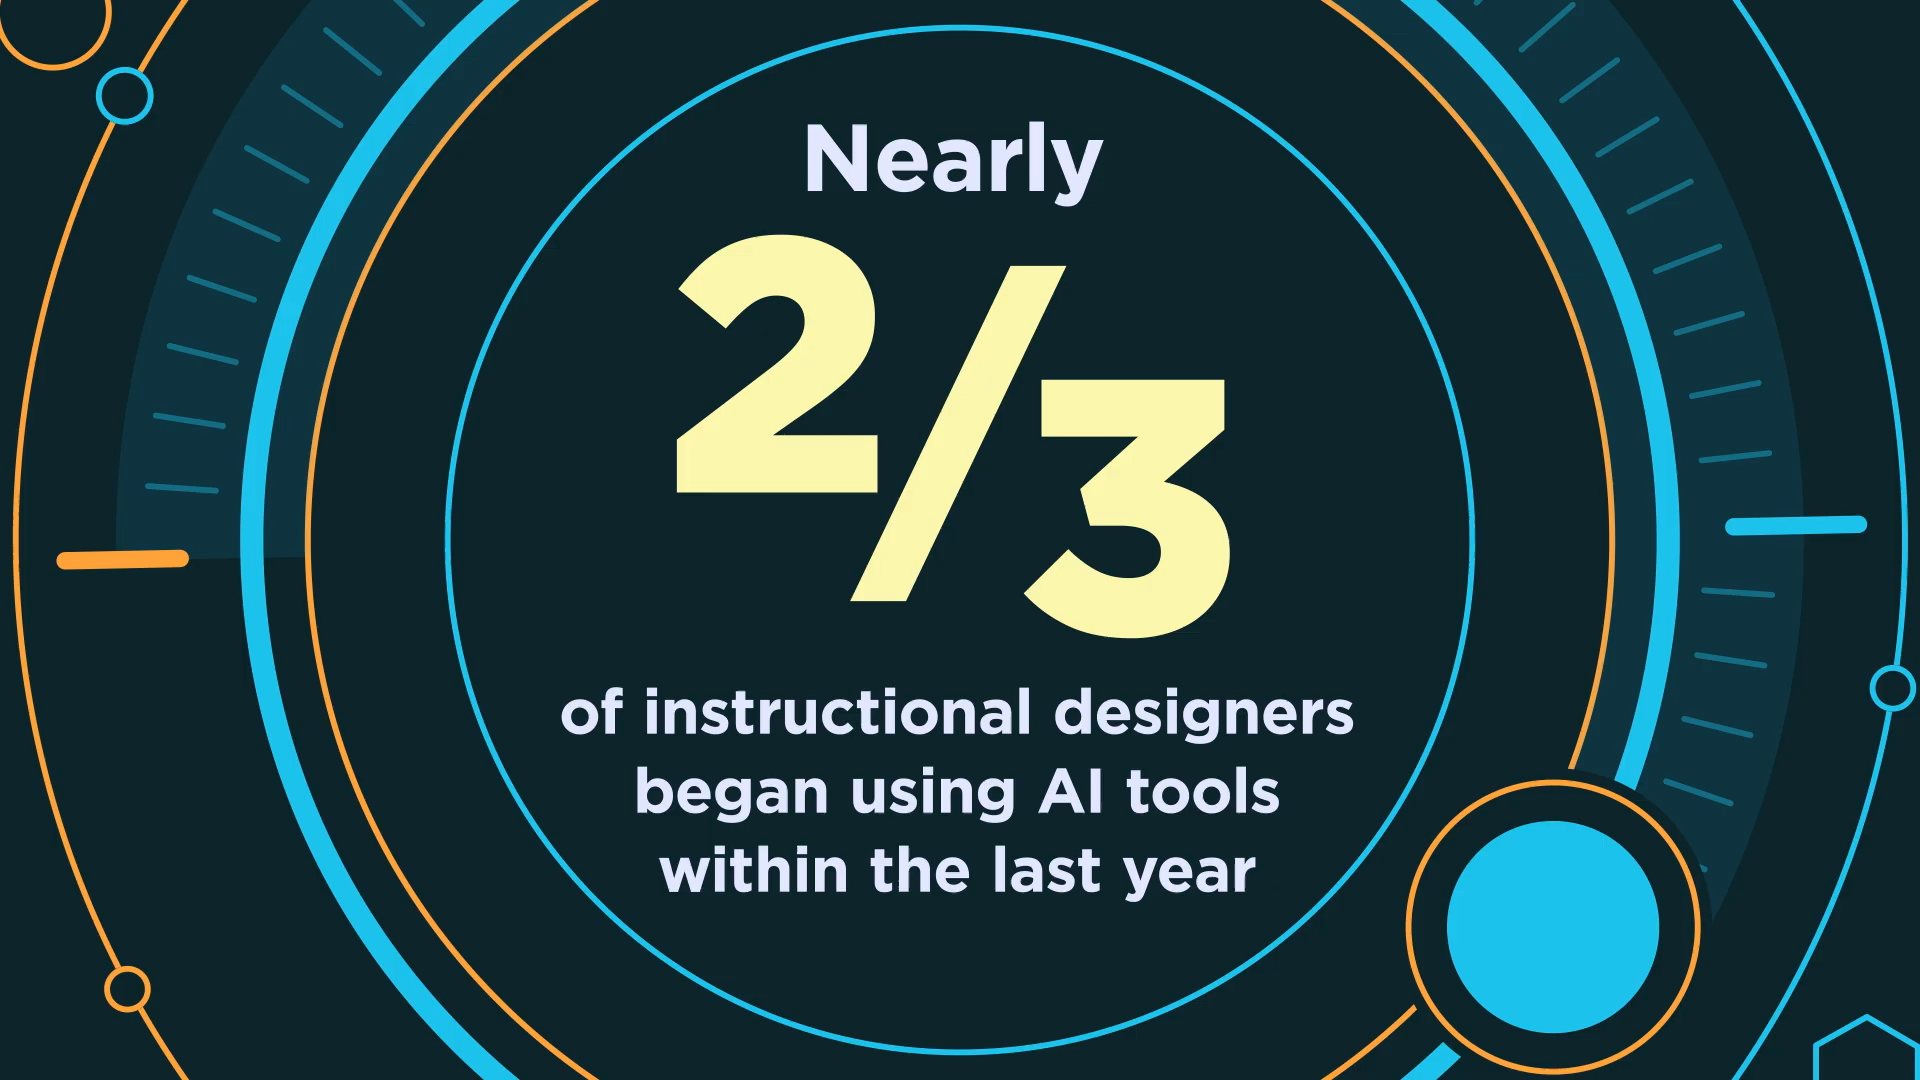 Nearly
2/3
of instructional designers
began using AI tools
within the last year